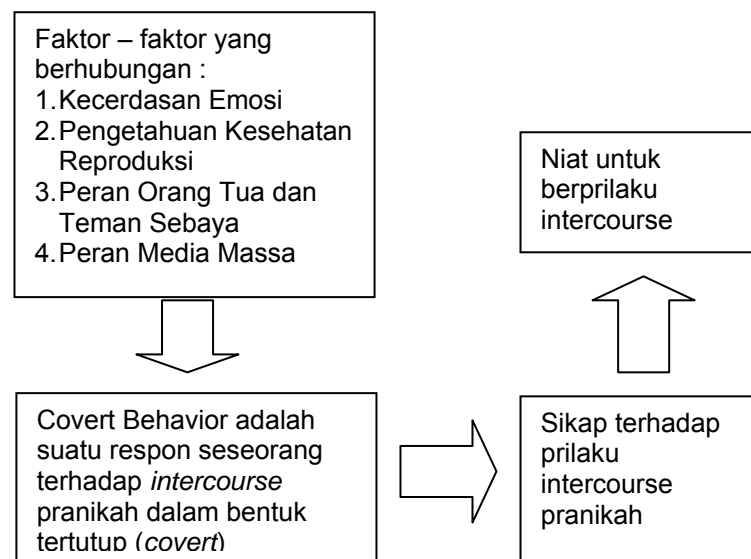 Faktor – faktor yang
berhubungan :
1.Kecerdasan Emosi
2.Pengetahuan Kesehatan
Reproduksi
3.Peran Orang Tua dan
Teman Sebaya
4.Peran Media Massa
Covert Behavior adalah
suatu respon seseorang
terhadap intercourse
pranikah dalam bentuk
tertutup (covert)
Sikap terhadap
prilaku
intercourse
pranikah
Niat untuk
berprilaku
intercourse